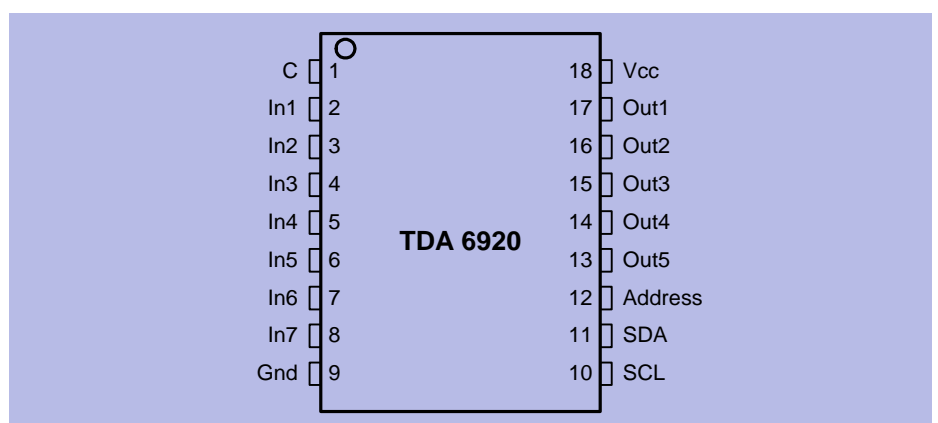 C 1 18 Vcc
In1 2 17 Out1
In2 3 16 Out2
In3 4 15 Out3
In4 5 14 Out4
TDA 6920
In5 6 13 Out5
In6 7 12 Address
In7 8 11 SDA
Gnd 9 10 SCL